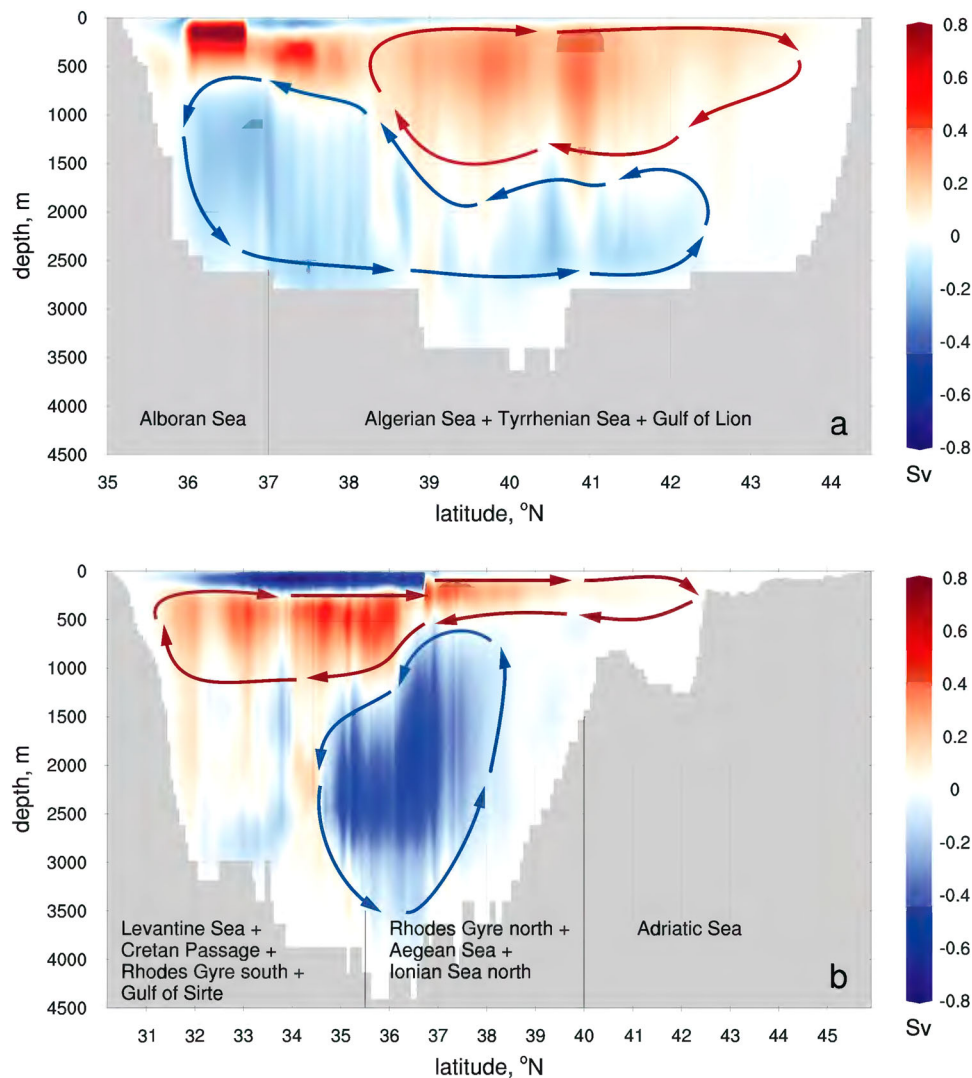 0
500
1000
1500
2000
2500
3000
3500
4000
4500
depth, m
Alboran Sea
Algerian Sea + Tyrrhenian Sea + Gulf of Lion
a
35 36 37 38 39 40 41 42 43 44
latitude, °N
0.8
0.6
0.4
0.2
0
-0.2
-0.4
-0.6
-0.8
Sv
0
500
1000
1500
2000
2500
3000
3500
4000
4500
depth, m
Levantine Sea +
Cretan Passage +
Rhodes Gyre south +
Gulf of Sirte
Rhodes Gyre north +
Aegean Sea +
Ionian Sea north
Adriatic Sea
b
31 32 33 34 35 36 37 38 39 40 41 42 43 44 45
latitude, °N
0.8
0.6
0.4
0.2
0
-0.2
-0.4
-0.6
-0.8
Sv